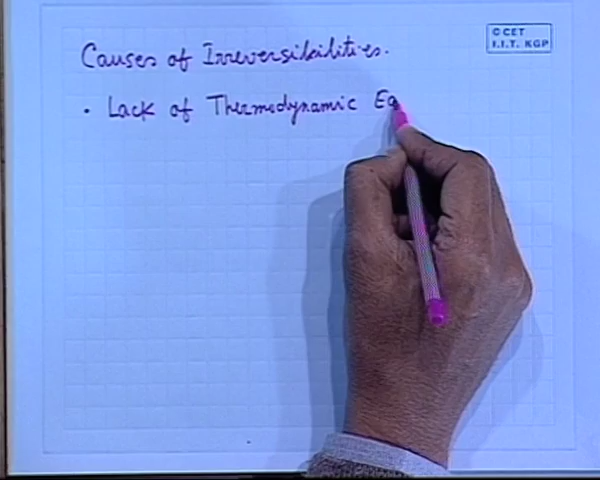 © CET
I.I.T. KGP
Causes of Irreversibilities.
• Lack of Thermodynamic Eq